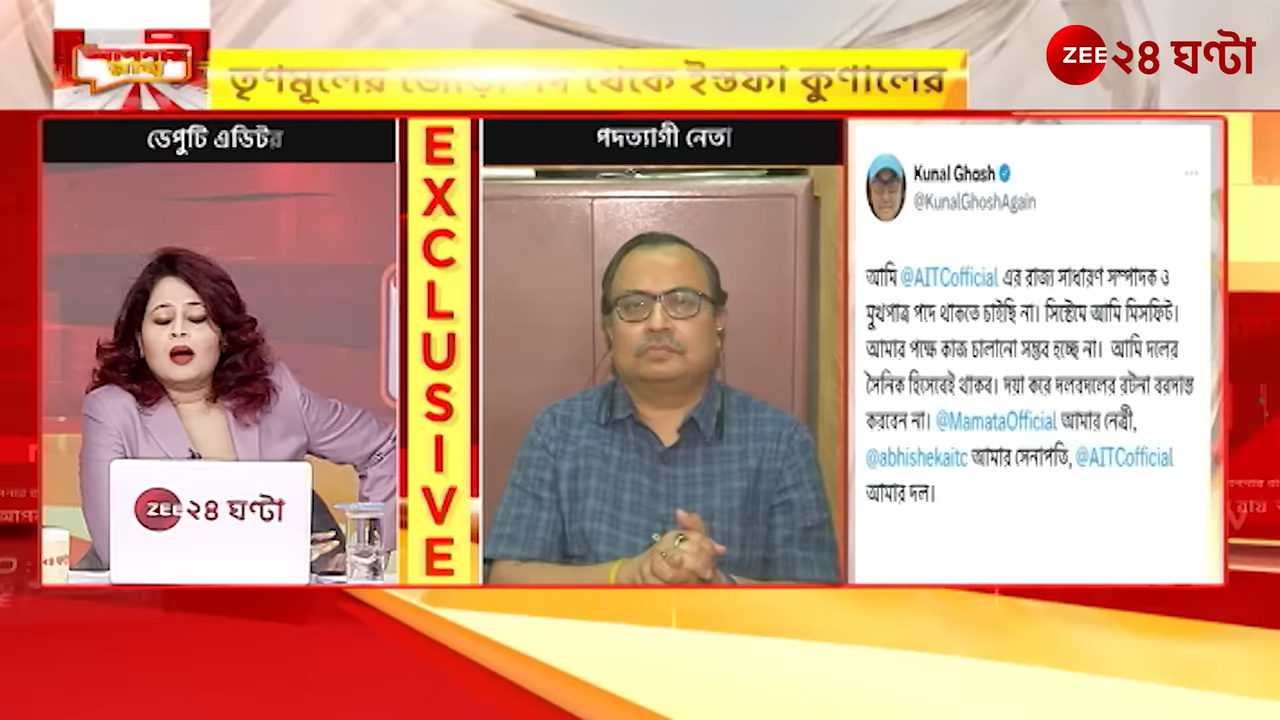 ZEE ২৪ ঘণ্টা
তৃণমূলের থেকে ইস্তফা কুণালের
ডেপুটি এডিটর
EXCLUSIVE
পদত্যাগী নেতা
Kunal Ghosh
@KunalGhoshAgain
আমি @AITCofficial এর রাজ্য সাধারণ সম্পাদক ও
মুখপাত্র পদে থাকতে চাইছি না। সিস্টেমে আমি মিসফিট।
আমার পক্ষে কাজ চালানো সম্ভব হচ্ছে না। আমি দলের
সৈনিক হিসেবেই থাকব। দয়া করে দলবদলের রটনা বরদাস্ত
করবেন না। @MamataOfficial আমার নেত্রী,
@abhishekaitc আমার সেনাপতি, @AITCofficial
আমার দল।
ZEE ২৪ ঘণ্টা